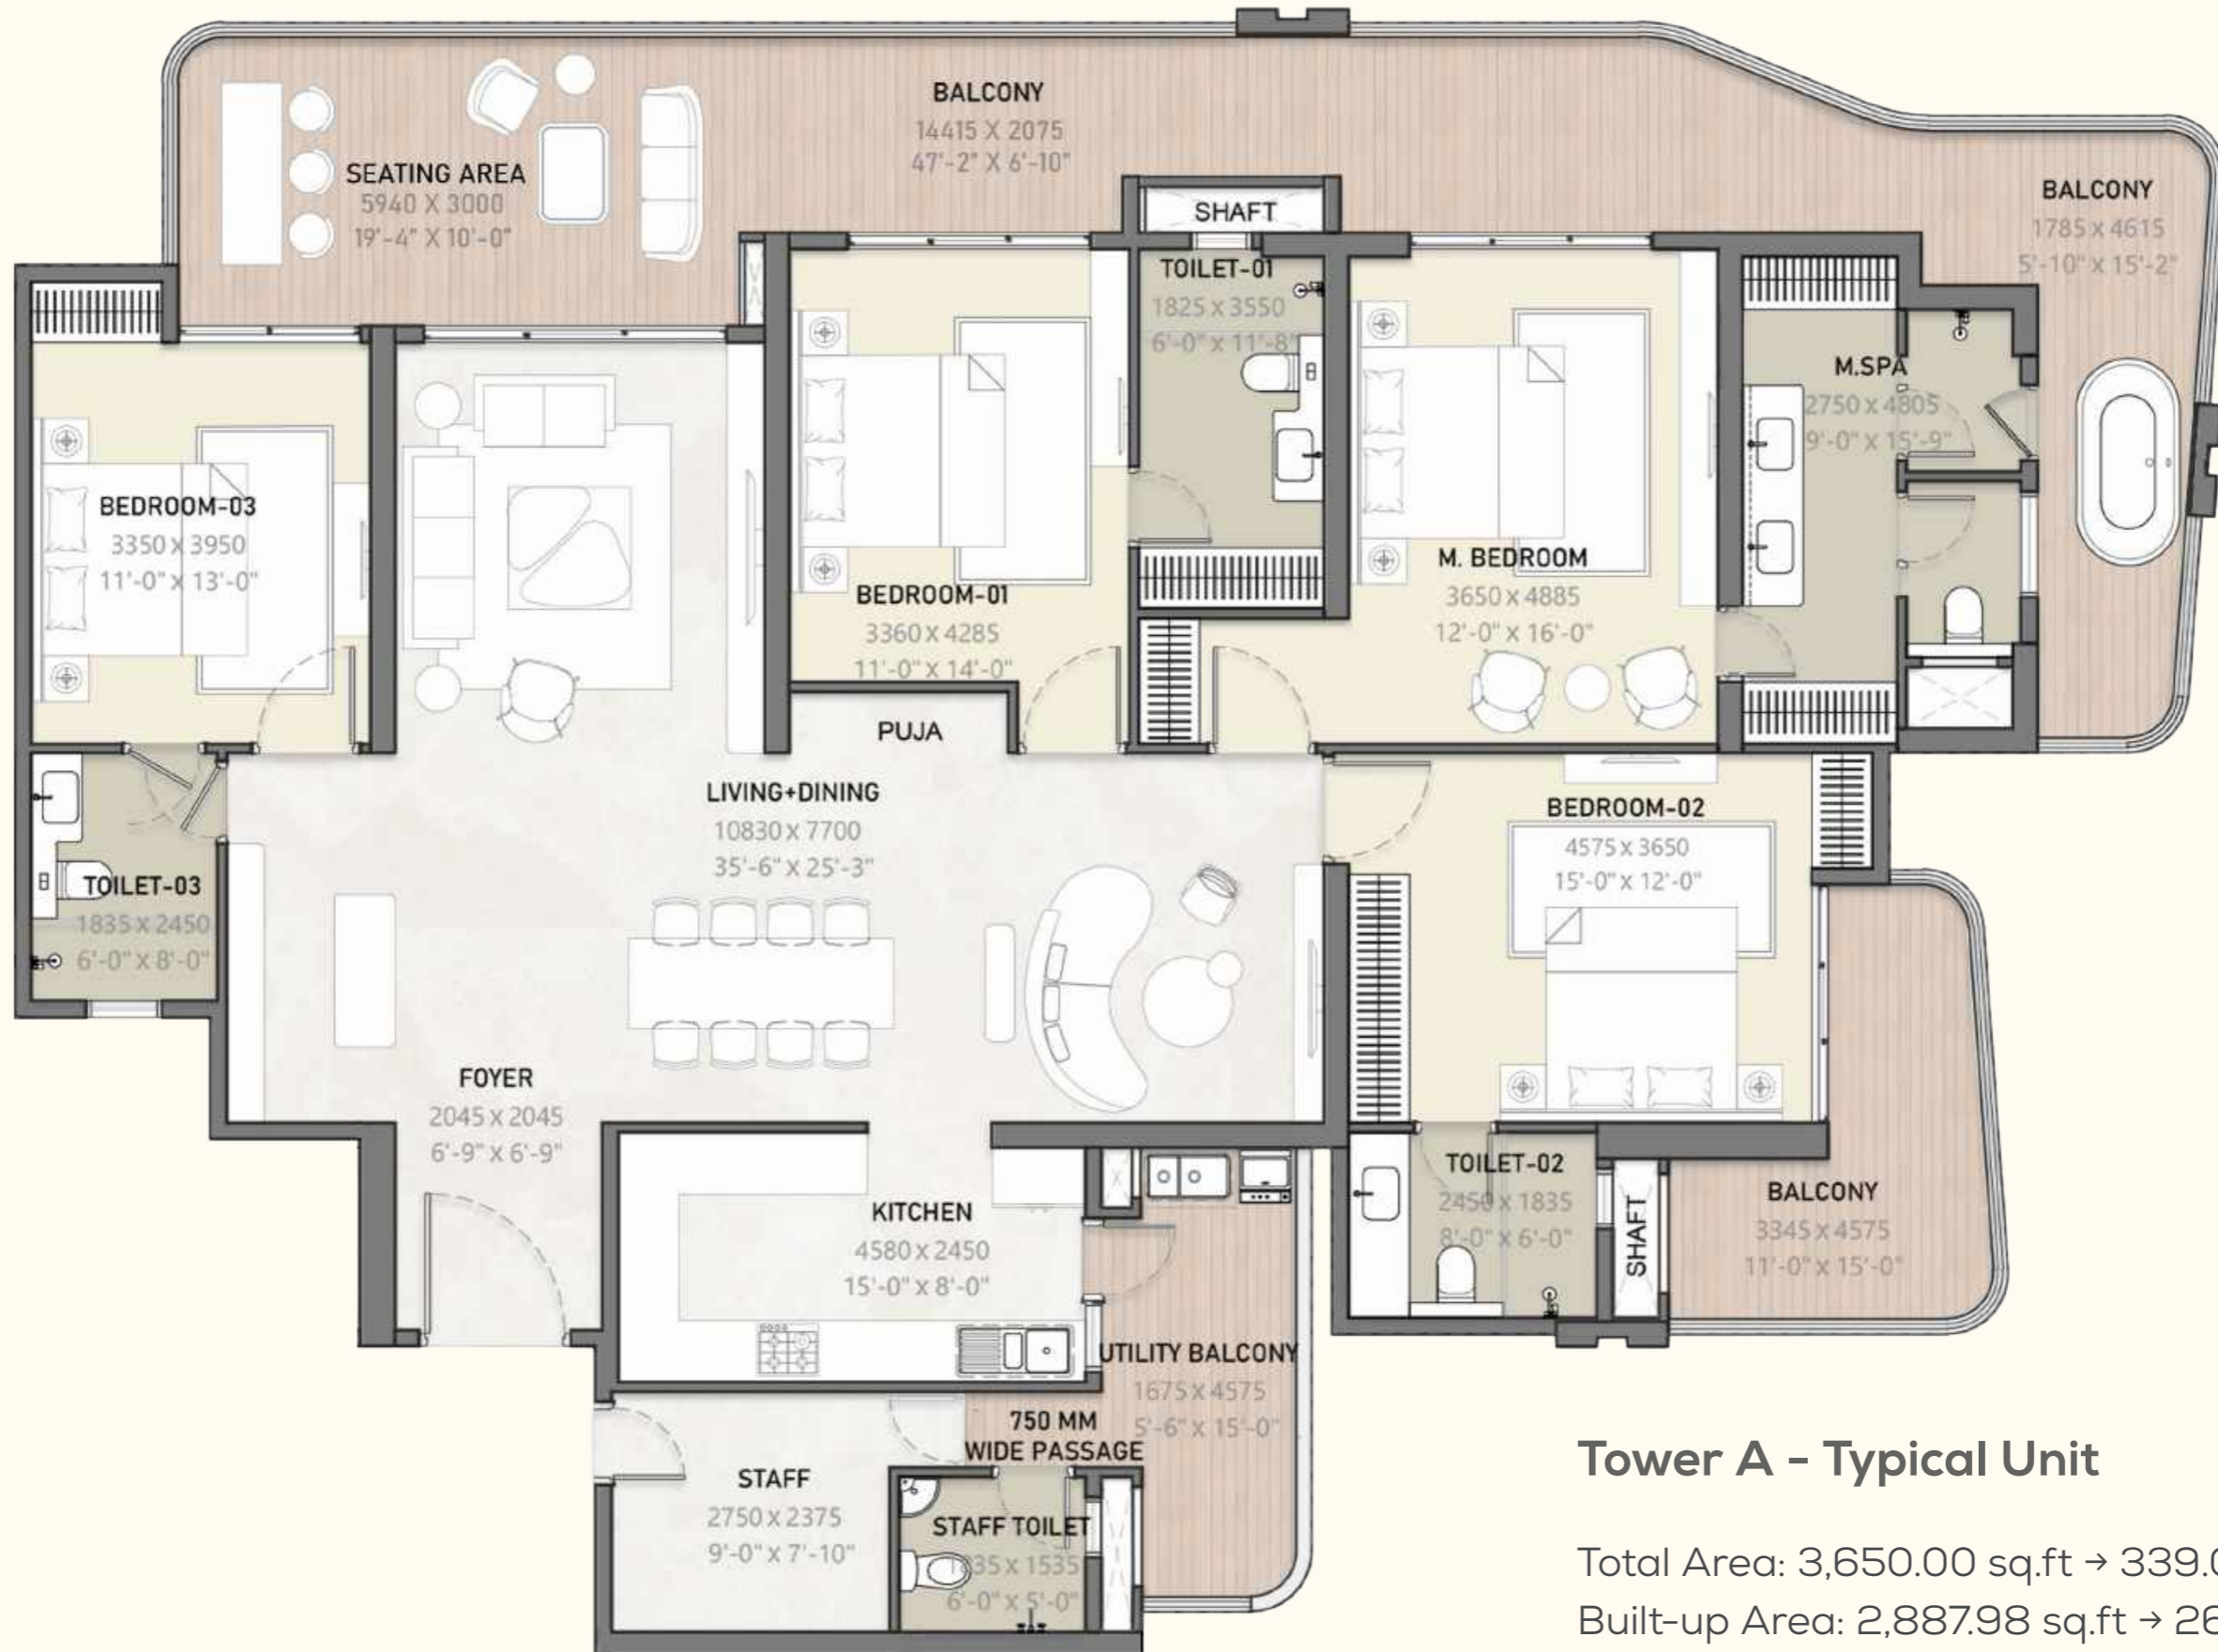 BALCONY
14415 X 2075
47'-2" X 6'-10"
SEATING AREA
5940 X 3000
19'-4" X 10'-0"
BALCONY
1785 x 4615
5'-10" x 15'-2"
SHAFT
TOILET-01
1825 x 3550
6'-0" x 11'-8"
M.SPA
2750 x 4805
9'-0" x 15'-9"
BEDROOM-03
3350 x 3950
11'-0" x 13'-0"
BEDROOM-01
3360 x 4285
11'-0" x 14'-0"
M. BEDROOM
3650 x 4885
12'-0" x 16'-0"
PUJA
LIVING+DINING
10830 x 7700
35'-6" x 25'-3"
BEDROOM-02
4575 x 3650
15'-0" x 12'-0"
TOILET-03
1835 x 2450
6'-0" x 8'-0"
FOYER
2045 x 2045
6'-9" x 6'-9"
KITCHEN
4580 x 2450
15'-0" x 8'-0"
TOILET-02
2450 x 1835
8'-0" x 6'-0"
SHAFT
BALCONY
3345 x 4575
11'-0" x 15'-0"
UTILITY BALCONY
1675 x 4575
5'-6" x 15'-0"
750 MM
WIDE PASSAGE
STAFF
2750 x 2375
9'-0" x 7'-10"
STAFF TOILET
1835 x 1535
6'-0" x 5'-0"
Tower A - Typical Unit
Total Area: 3,650.00 sq.ft → 339.0
Built-up Area: 2,887.98 sq.ft → 26